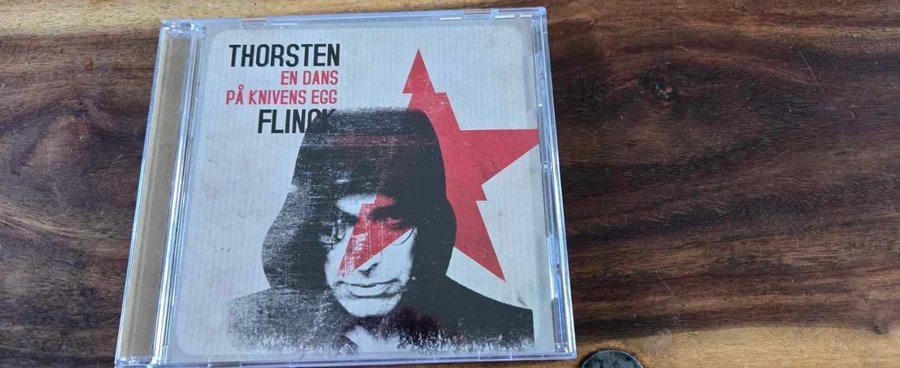 THORSTEN
EN DANS
PÅ KNIVENS EGG
FLINCK